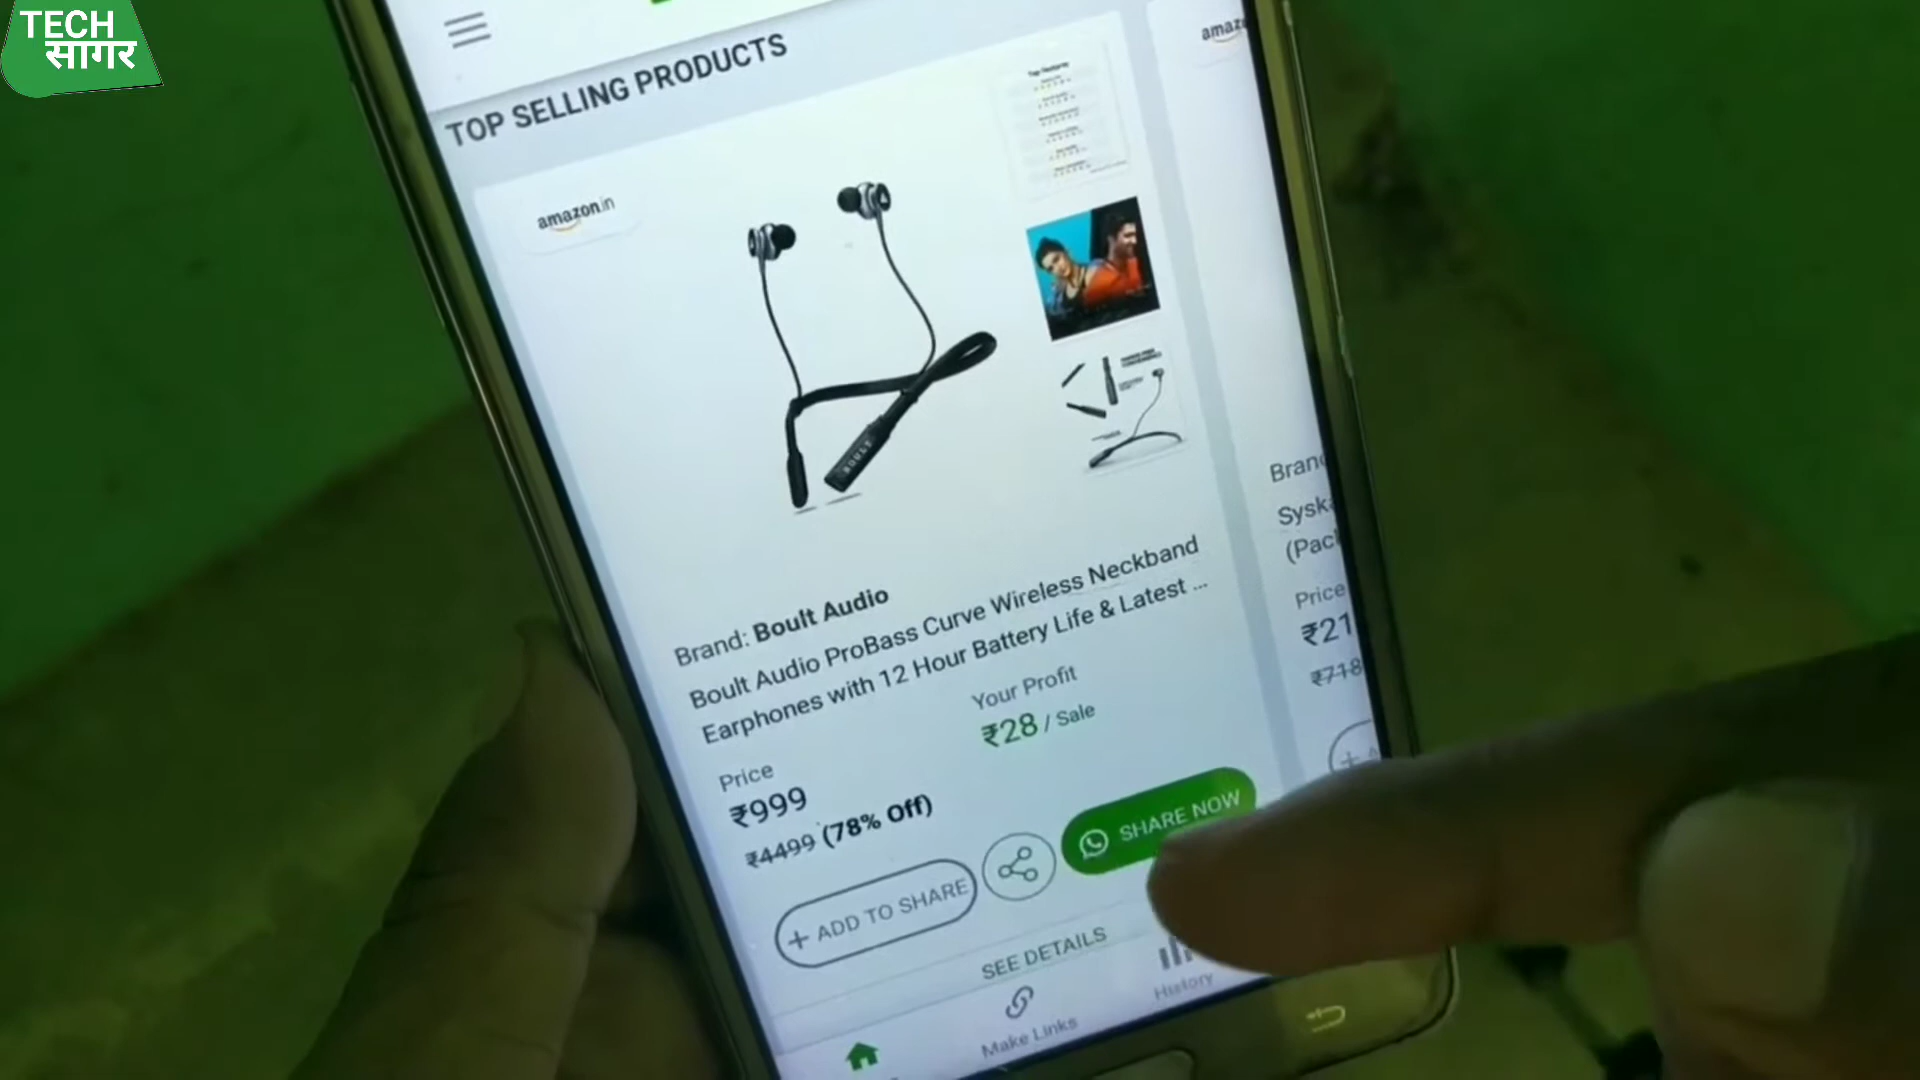 TECH
सागर
TOP SELLING PRODUCTS
amazon.in
BOULT
Brand: Boult Audio
Boult Audio ProBass Curve Wireless Neckband
Earphones with 12 Hour Battery Life & Latest ...
Price
₹999
₹4499 (78% Off)
Your Profit
₹28 / Sale
+ ADD TO SHARE
SHARE NOW
SEE DETAILS
Make Links
History
Price